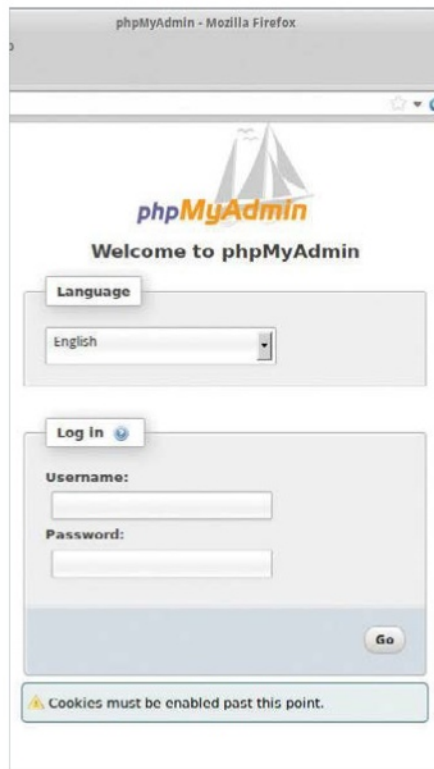 phpMyAdmin - Mozilla Firefox
phpMyAdmin
Welcome to phpMyAdmin
Language
English
Log in
Username:
Password:
Go
Cookies must be enabled past this point.